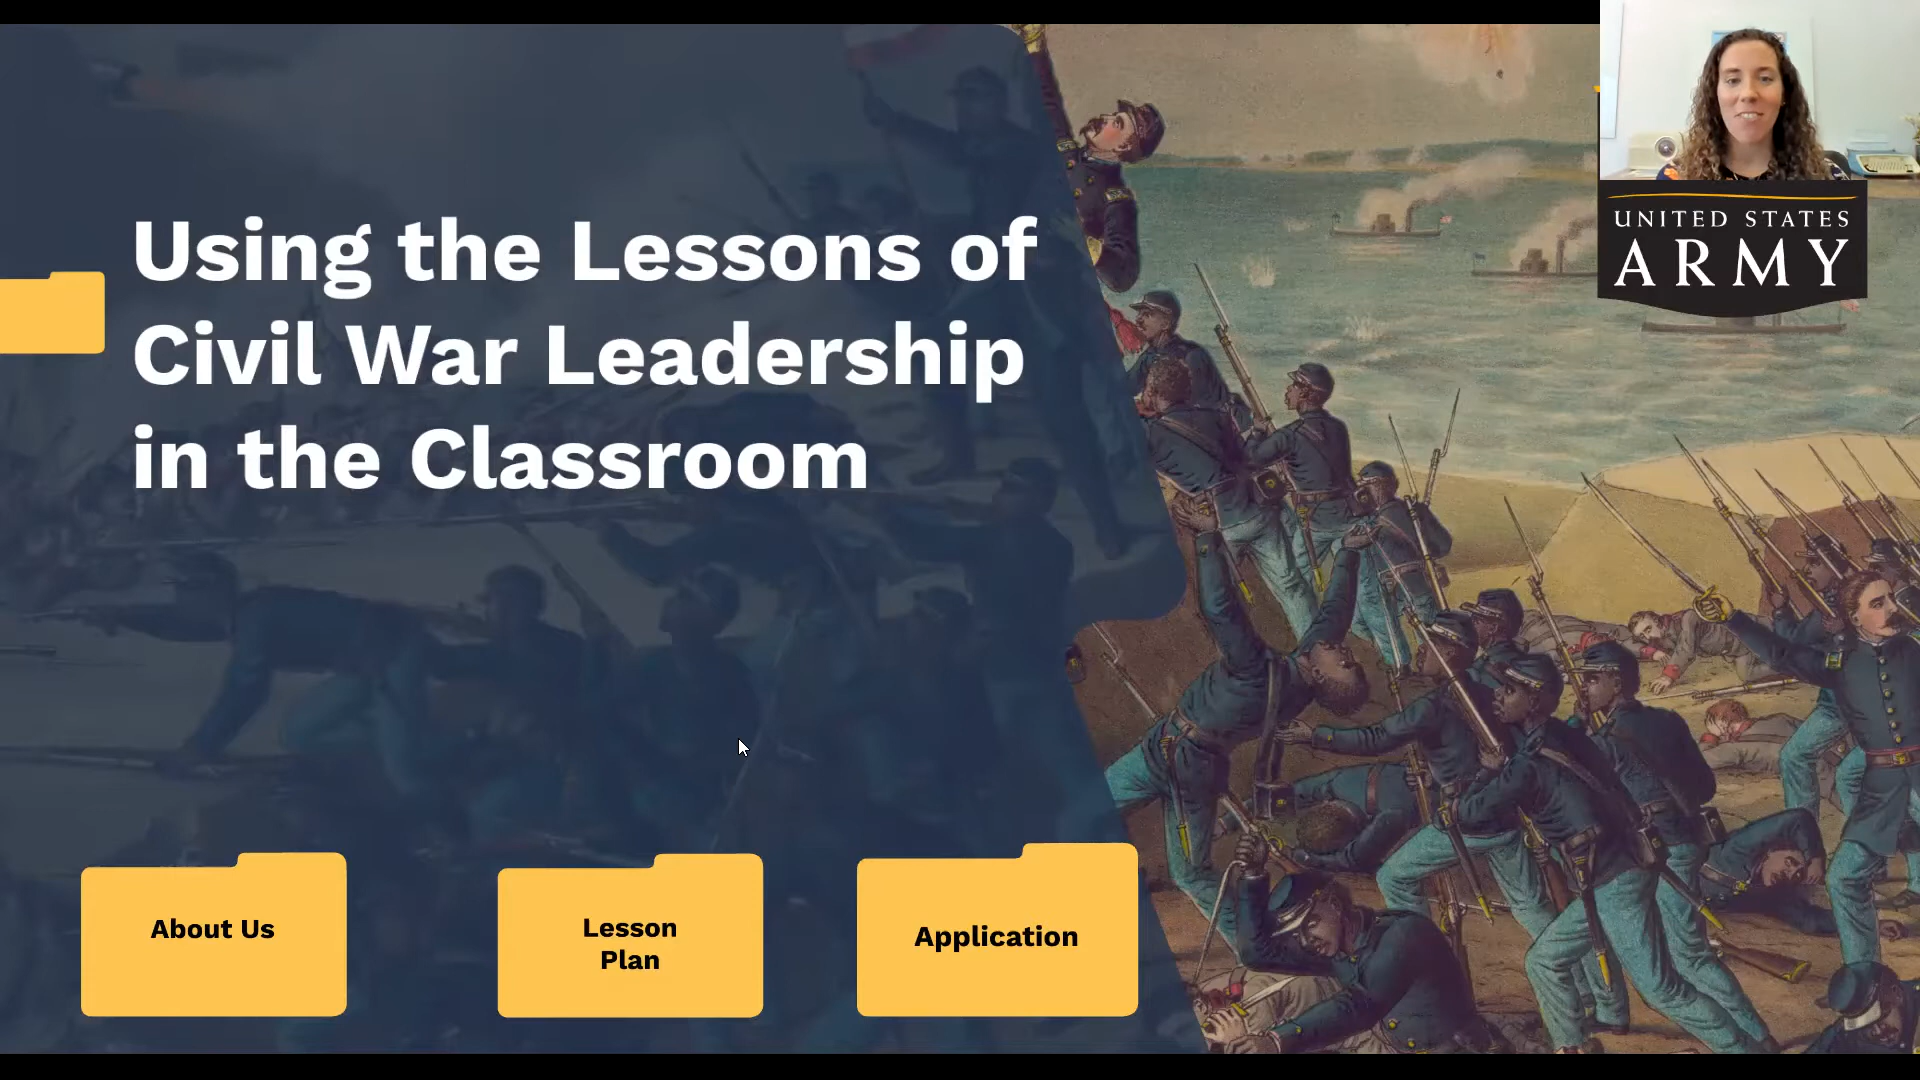 Using the Lessons of
Civil War Leadership
in the Classroom
UNITED STATES
ARMY
About Us
Lesson
Plan
Application